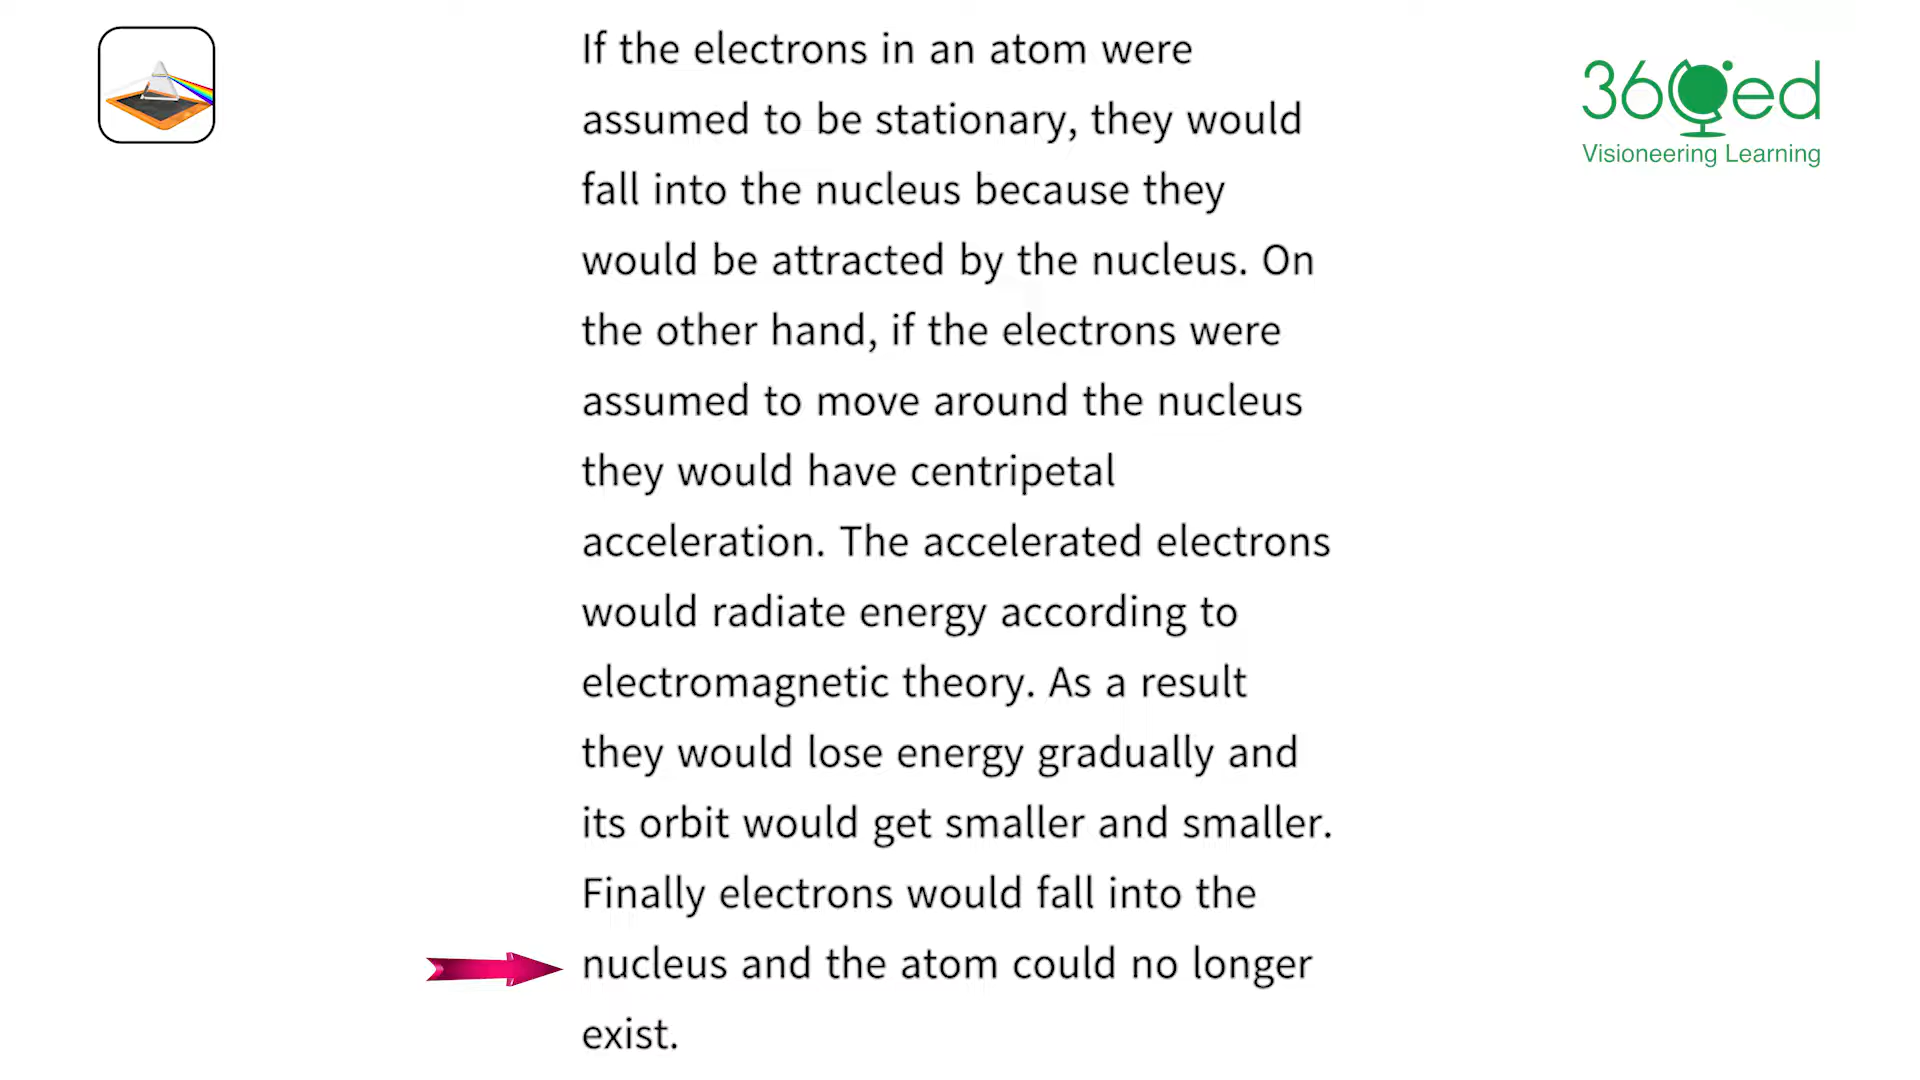 If the electrons in an atom were
assumed to be stationary, they would
fall into the nucleus because they
would be attracted by the nucleus. On
the other hand, if the electrons were
assumed to move around the nucleus
they would have centripetal
acceleration. The accelerated electrons
would radiate energy according to
electromagnetic theory. As a result
they would lose energy gradually and
its orbit would get smaller and smaller.
Finally electrons would fall into the
nucleus and the atom could no longer
exist.
360ed
Visioneering Learning